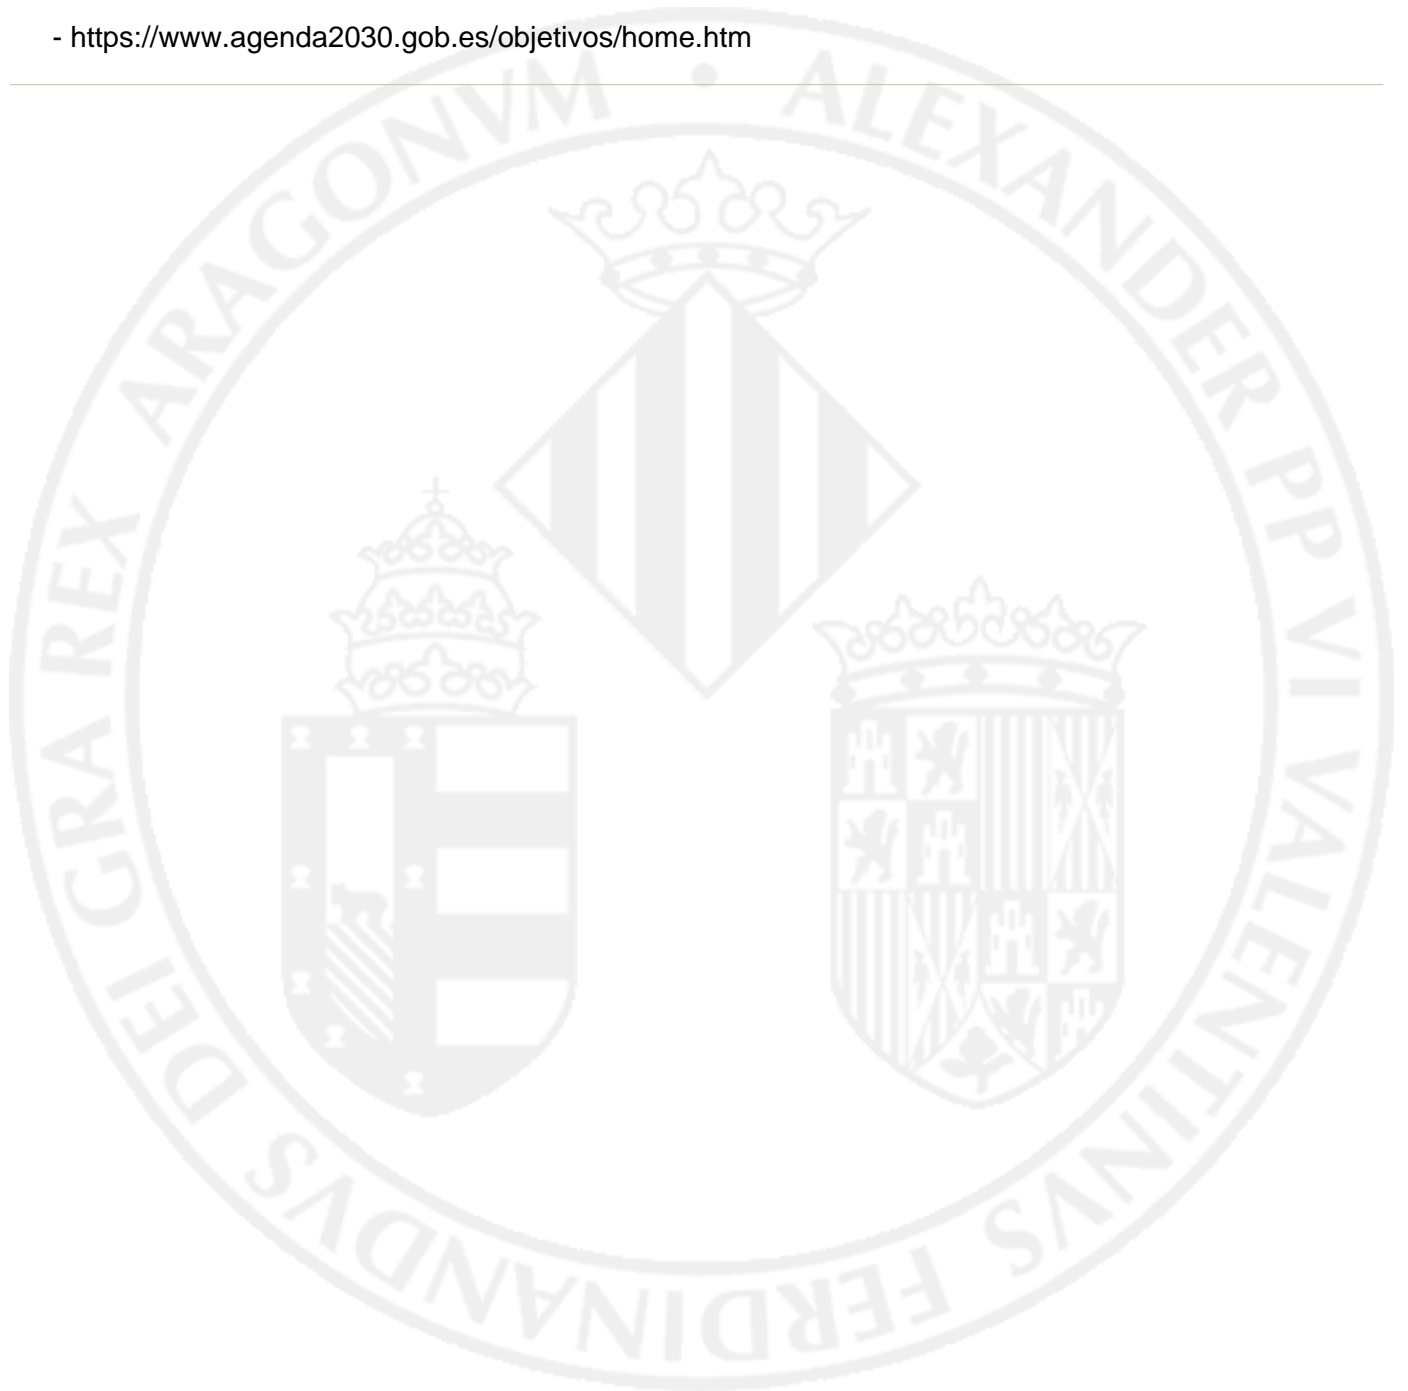 - https://www.agenda2030.gob.es/objetivos/home.htm
ALEXANDER PP VI VALENTINVS FERDINANDVS DEI GRA REX ARAGONVM •